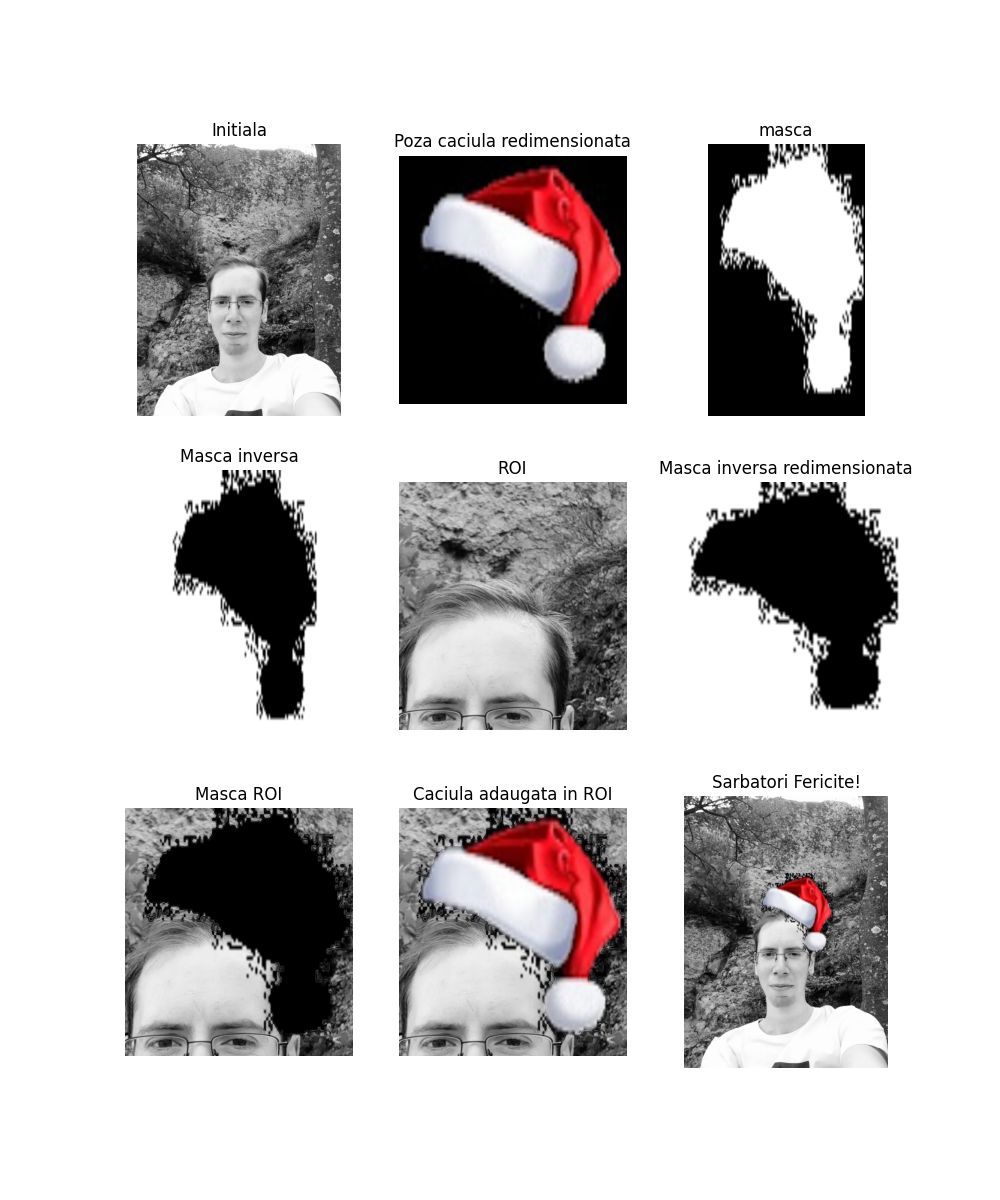 Initiala
Poza caciula redimensionata
masca
Masca inversa
ROI
Masca inversa redimensionata
Masca ROI
Caciula adaugata in ROI
Sarbatori Fericite!